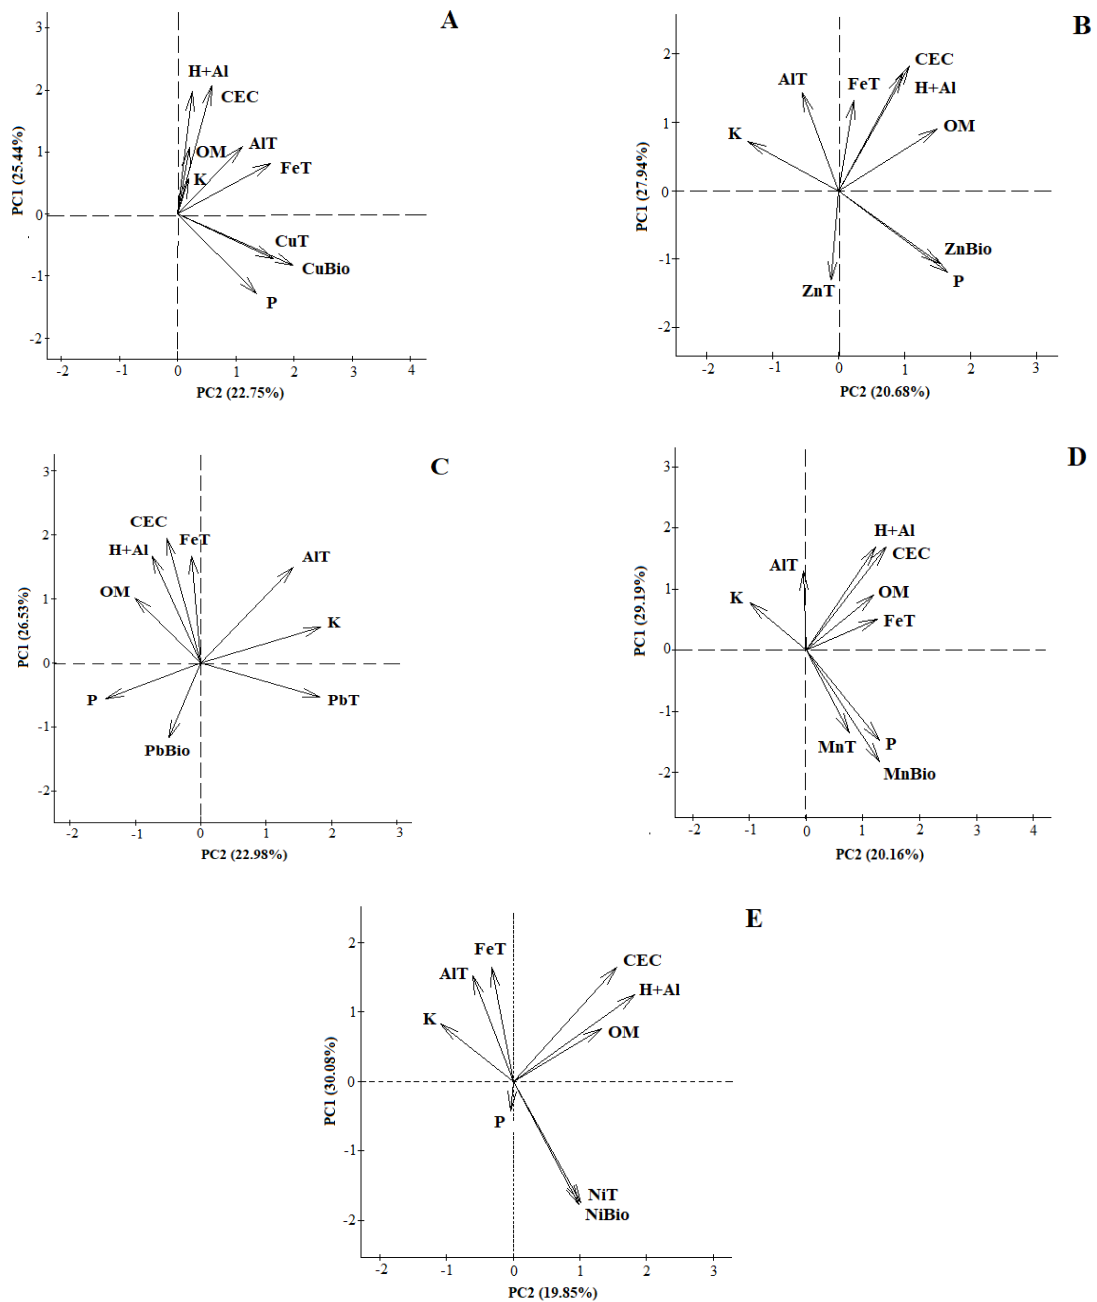 A
3
2
1
0
-1
-2
PC1 (25.44%)
H+Al
CEC
OM
AlT
FeT
K
CuT
CuBio
P
-2
-1
0
1
2
3
4
PC2 (22.75%)
B
2
1
0
-1
-2
PC1 (27.94%)
CEC
AlT
FeT
H+Al
K
OM
ZnBio
P
ZnT
-2
-1
0
1
2
3
PC2 (20.68%)
C
3
2
1
0
-1
-2
PC1 (26.53%)
CEC
FeT
H+Al
AlT
OM
K
P
PbT
PbBio
-2
-1
0
1
2
3
PC2 (22.98%)
D
3
2
1
0
-1
-2
PC1 (29.19%)
H+Al
CEC
AlT
OM
K
FeT
P
MnT
MnBio
-2
-1
0
1
2
3
4
PC2 (20.16%)
E
2
1
0
-1
-2
PC1 (30.08%)
FeT
CEC
AlT
H+Al
K
OM
P
NiT
NiBio
-2
-1
0
1
2
3
PC2 (19.85%)